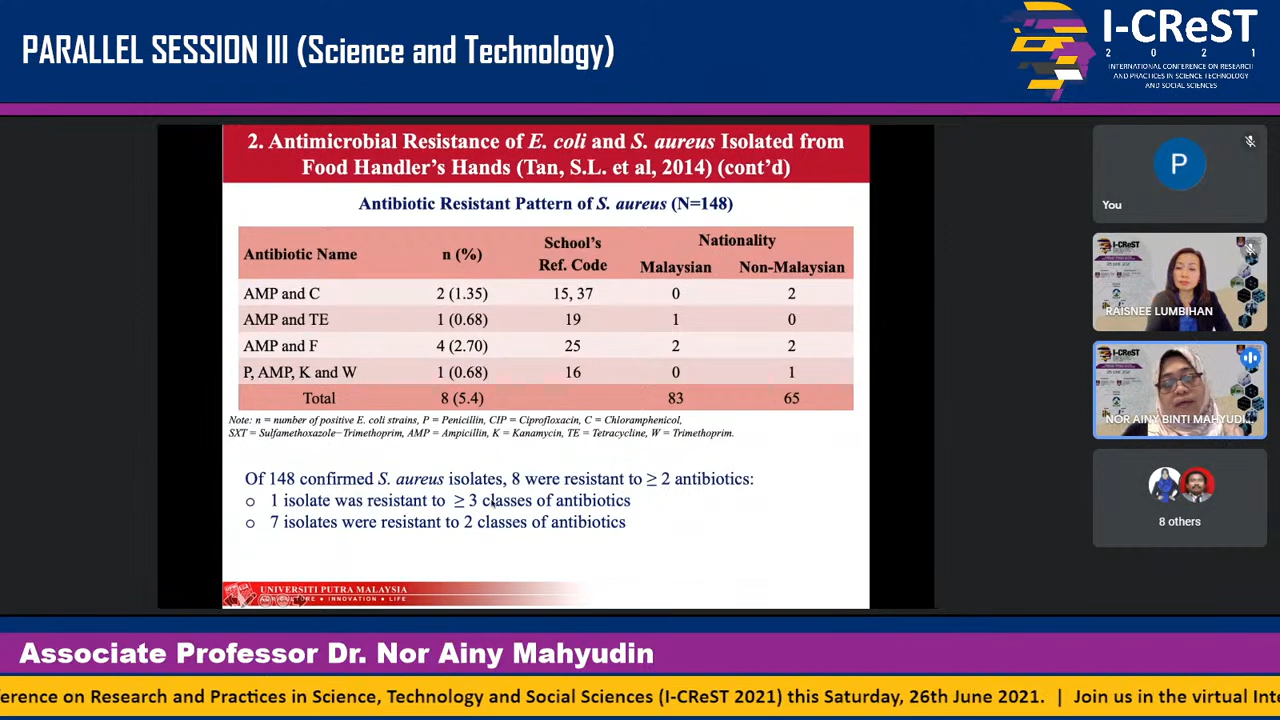 PARALLEL SESSION III (Science and Technology)
I-CReST
2 0 2 1
INTERNATIONAL CONFERENCE ON RESEARCH
AND PRACTICES IN SCIENCE TECHNOLOGY
AND SOCIAL SCIENCES
2. Antimicrobial Resistance of E. coli and S. aureus Isolated from
Food Handler's Hands (Tan, S.L. et al, 2014) (cont'd)
Antibiotic Resistant Pattern of S. aureus (N=148)
Antibiotic Name n (%) School's Ref. Code Nationality
Malaysian Non-Malaysian
AMP and C 2 (1.35) 15, 37 0 2
AMP and TE 1 (0.68) 19 1 0
AMP and F 4 (2.70) 25 2 2
P, AMP, K and W 1 (0.68) 16 0 1
Total 8 (5.4) 83 65
Note: n = number of positive E. coli strains, P = Penicillin, CIP = Ciprofloxacin, C = Chloramphenicol,
SXT = Sulfamethoxazole−Trimethoprim, AMP = Ampicillin, K = Kanamycin, TE = Tetracycline, W = Trimethoprim.
Of 148 confirmed S. aureus isolates, 8 were resistant to ≥ 2 antibiotics:
o 1 isolate was resistant to ≥ 3 classes of antibiotics
o 7 isolates were resistant to 2 classes of antibiotics
UNIVERSITI PUTRA MALAYSIA
AGRICULTURE • INNOVATION • LIFE
P
You
I-CReST
RAISNEE LUMBIHAN
I-CReST
NOR AINY BINTI MAHYUDI...
8 others
Associate Professor Dr. Nor Ainy Mahyudin
ference on Research and Practices in Science, Technology and Social Sciences (I-CReST 2021) this Saturday, 26th June 2021. | Join us in the virtual Inte